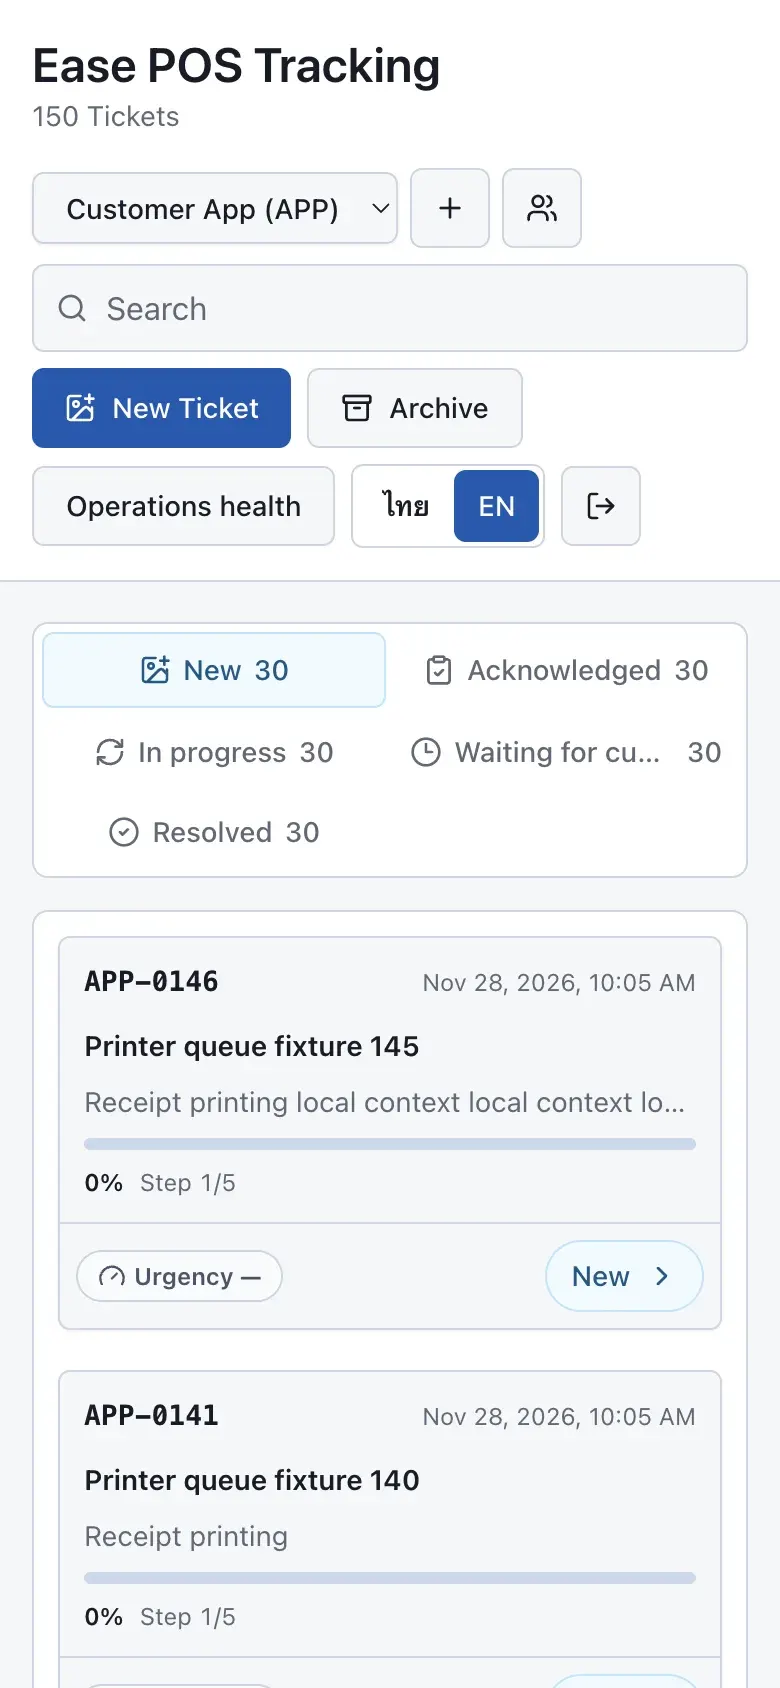 Ease POS Tracking
150 Tickets
Customer App (APP)
Search
New Ticket
Archive
Operations health
ไทย
EN
New 30
Acknowledged 30
In progress 30
Waiting for cu... 30
Resolved 30
APP-0146 Nov 28, 2026, 10:05 AM
Printer queue fixture 145
Receipt printing local context local context lo...
0% Step 1/5
Urgency —
New
APP-0141 Nov 28, 2026, 10:05 AM
Printer queue fixture 140
Receipt printing
0% Step 1/5